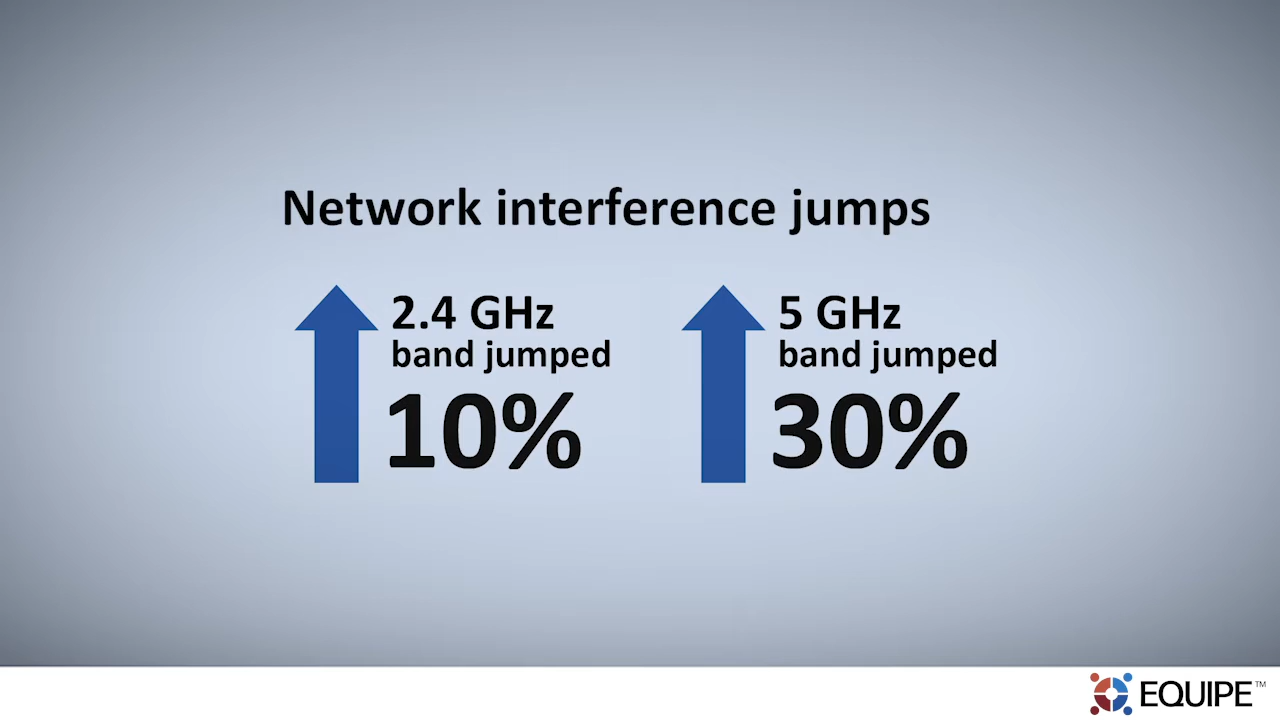 Network interference jumps
2.4 GHz
band jumped
10%
5 GHz
band jumped
30%
EQUIPE™